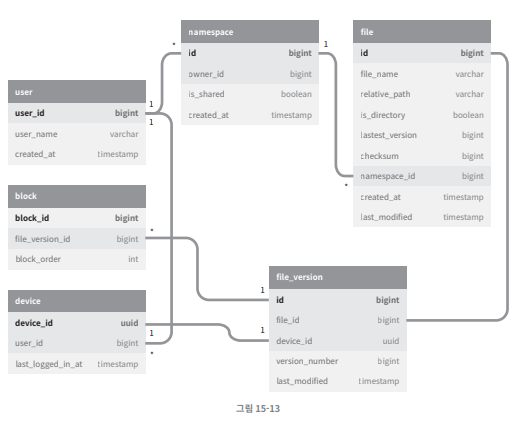 user
user_id bigint
user_name varchar
created_at timestamp
block
block_id bigint
file_version_id bigint
block_order int
device
device_id uuid
user_id bigint
last_logged_in_at timestamp
namespace
id bigint
owner_id bigint
is_shared boolean
created_at timestamp
file
id bigint
file_name varchar
relative_path varchar
is_directory boolean
lastest_version bigint
checksum bigint
namespace_id bigint
created_at timestamp
last_modified timestamp
file_version
id bigint
file_id bigint
device_id uuid
version_number bigint
last_modified timestamp
1
1
*
1
*
*
1
1
1
*
그림 15-13